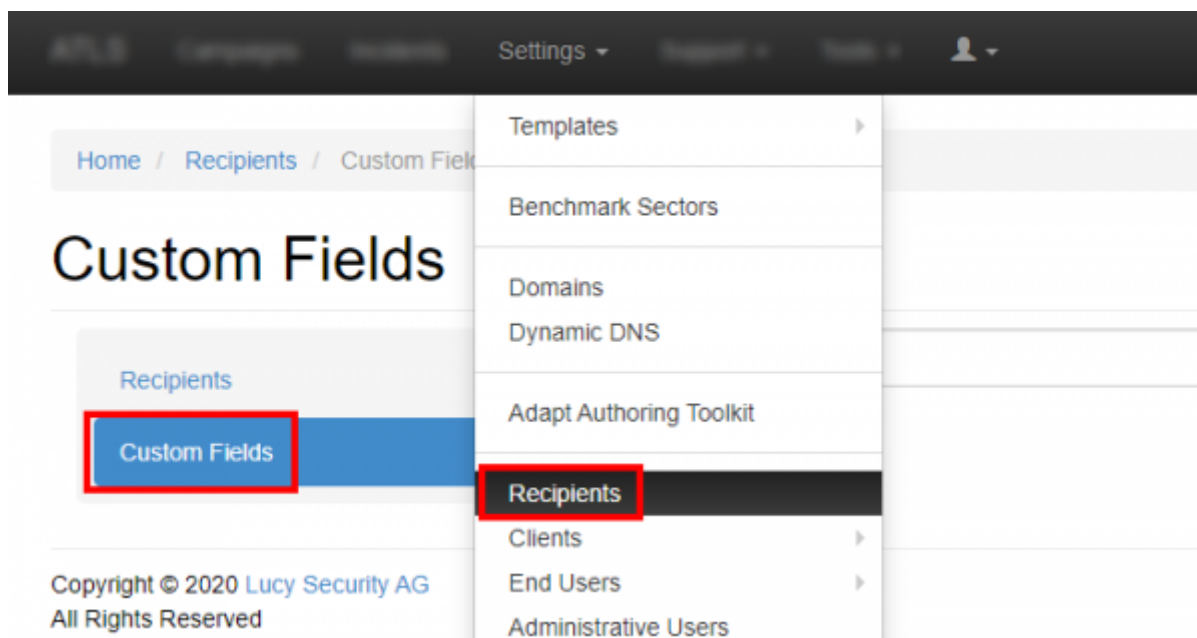 Settings
Home / Recipients / Custom Fiel
Custom Fields
Recipients
Custom Fields
Templates
Benchmark Sectors
Domains
Dynamic DNS
Adapt Authoring Toolkit
Recipients
Clients
End Users
Administrative Users
Copyright © 2020 Lucy Security AG
All Rights Reserved